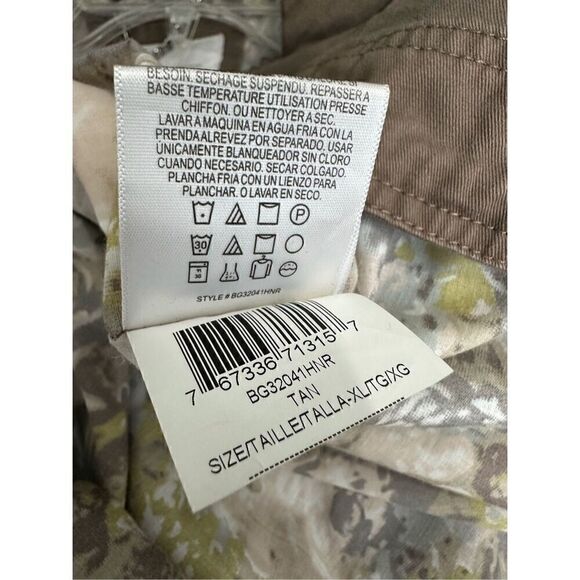 BESOIN. SECHAGE SUSPENDU. REPASSER A
BASSE TEMPERATURE UTILISATION PRESSE
CHIFFON. OU NETTOYER A SEC.
LAVAR À MÁQUINA EN AGUA FRIA CON LA
PRENDA ALREVEZ POR SEPARADO. USAR
ÚNICAMENTE BLANQUEADOR SIN CLORO
CUANDO NECESARIO. SECAR COLGADO.
PLANCHA FRIA CON UN LIENZO PARA
PLANCHAR. O LAVAR EN SECO.
P
30
STYLE # BG32041HNR
7 67336 71315 7
BG32041HNR
TAN
SIZE/TAILLE/TALLA-XL/TG/XG